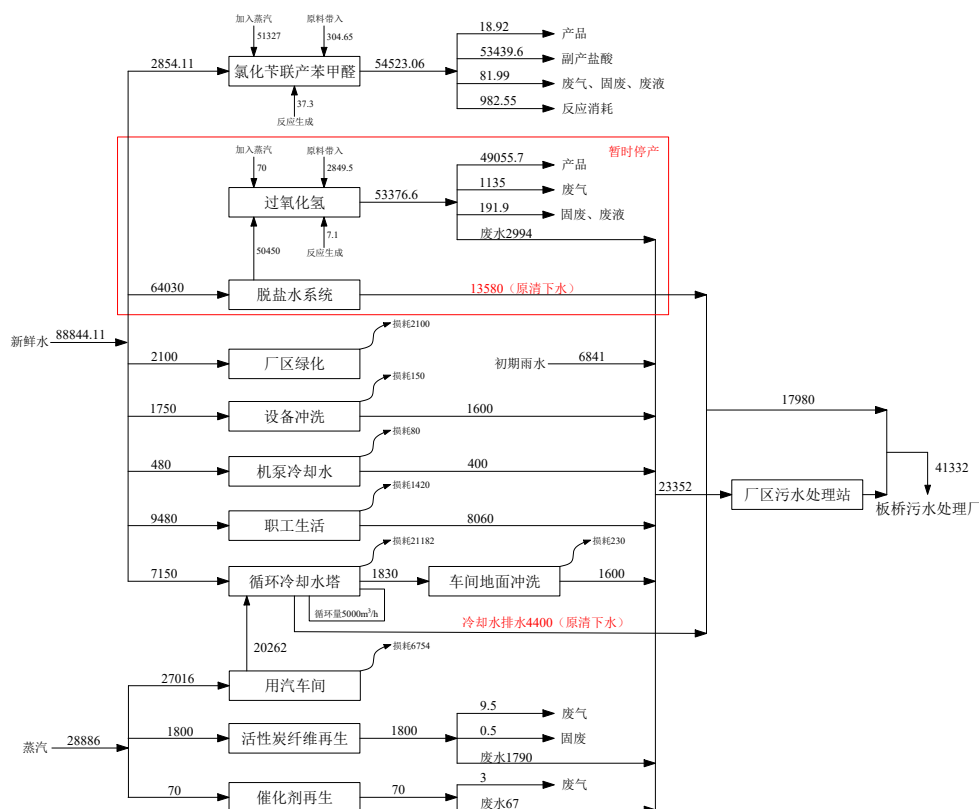 加入蒸汽
51327
原料带入
304.65
2854.11
氯化苄联产苯甲醛
54523.06
37.3
反应生成
18.92
产品
53439.6
副产盐酸
81.99
废气、固废、废液
982.55
反应消耗
暂时停产
加入蒸汽
70
原料带入
2849.5
过氧化氢
53376.6
7.1
反应生成
50450
49055.7
产品
1135
废气
191.9
固废、废液
废水2994
64030
脱盐水系统
13580（原清下水）
新鲜水
88844.11
损耗2100
2100
厂区绿化
初期雨水
6841
损耗150
1750
设备冲洗
1600
17980
损耗80
480
机泵冷却水
400
23352
厂区污水处理站
41332
板桥污水处理厂
损耗1420
9480
职工生活
8060
损耗21182
7150
循环冷却水塔
1830
车间地面冲洗
损耗230
1600
循环量5000m³/h
冷却水排水4400（原清下水）
20262
损耗6754
27016
用汽车间
蒸汽
28886
1800
活性炭纤维再生
1800
9.5
废气
0.5
固废
废水1790
70
催化剂再生
70
3
废气
废水67